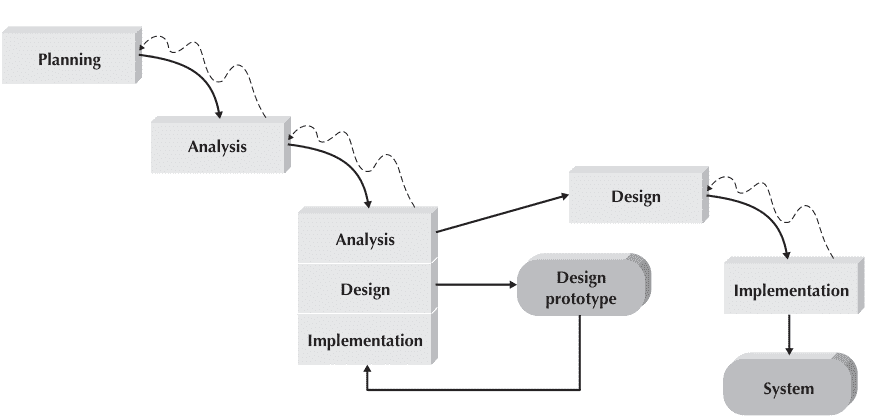 Planning
Analysis
Analysis
Design
Implementation
Design
prototype
Design
Implementation
System